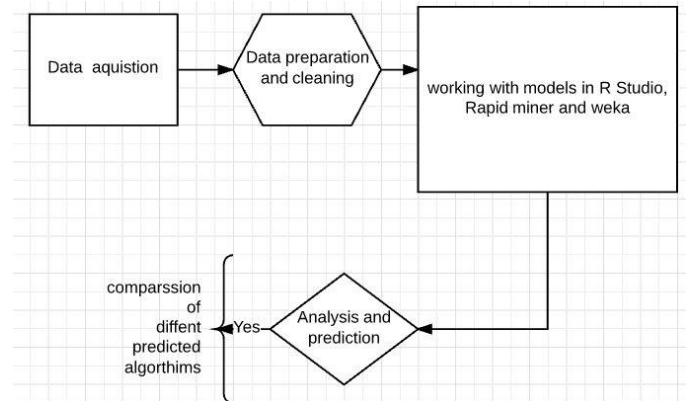 Data aquistion
Data preparation
and cleaning
working with models in R Studio,
Rapid miner and weka
Analysis and
prediction
Yes
comparssion
of
diffent
predicted
algorthims